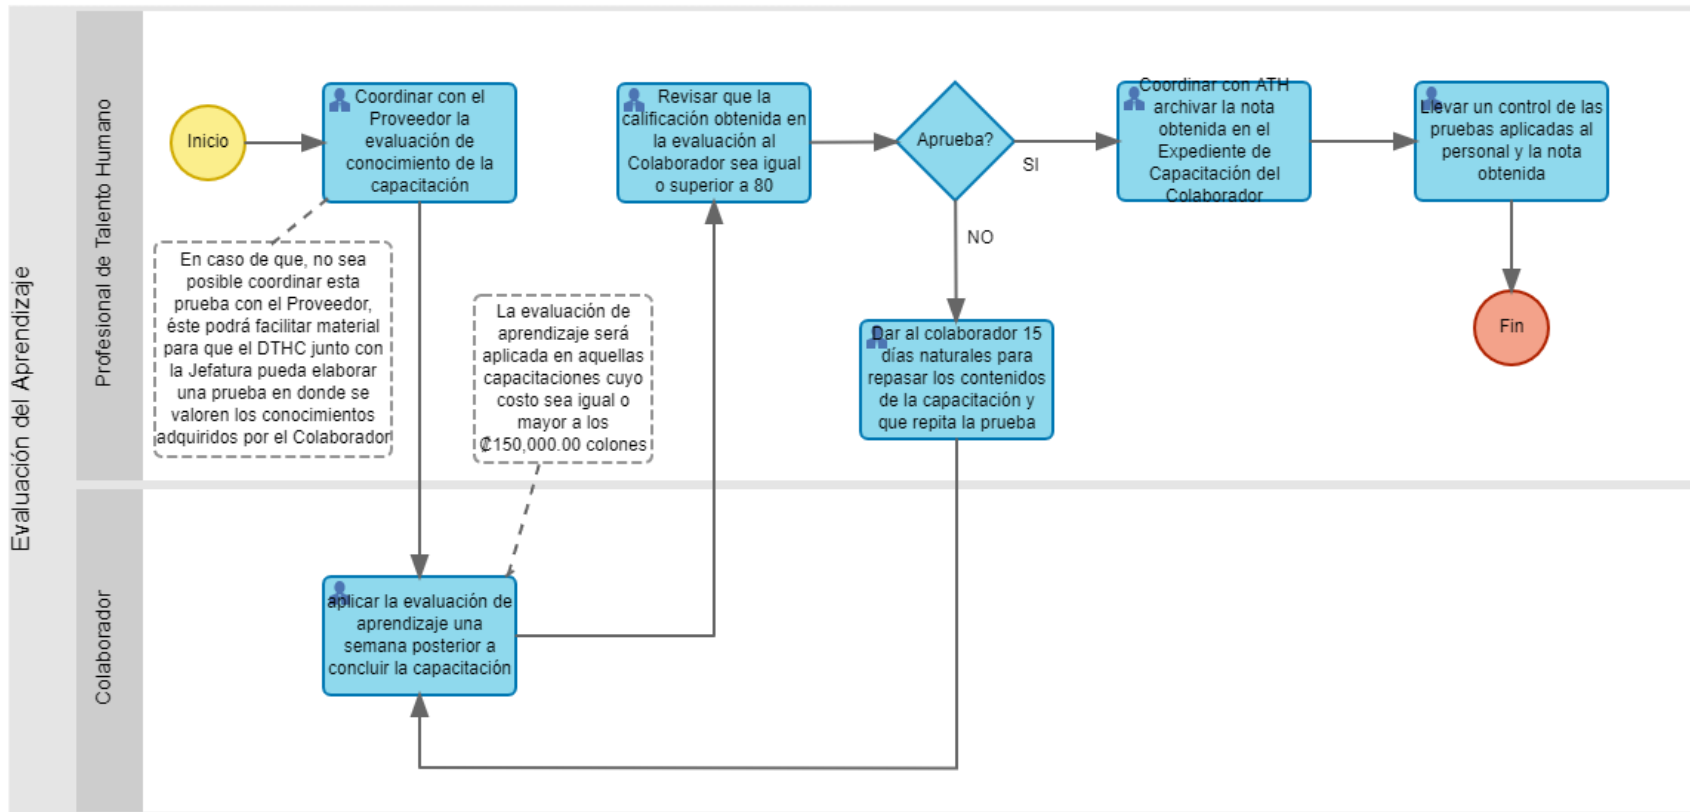 Evaluación del Aprendizaje
Profesional de Talento Humano
Inicio
Coordinar con el
Proveedor la
evaluación de
conocimiento de la
capacitación
En caso de que, no sea
posible coordinar esta
prueba con el Proveedor,
éste podrá facilitar material
para que el DTHC junto con
la Jefatura pueda elaborar
una prueba en donde se
valoren los conocimientos
adquiridos por el Colaborador
La evaluación de
aprendizaje será
aplicada en aquellas
capacitaciones cuyo
costo sea igual o
mayor a los
₡150,000.00 colones
Revisar que la
calificación obtenida en
la evaluación al
Colaborador sea igual
o superior a 80
Aprueba?
SI
NO
Coordinar con ATH
archivar la nota
obtenida en el
Expediente de
Capacitación del
Colaborador
Llevar un control de las
pruebas aplicadas al
personal y la nota
obtenida
Fin
Dar al colaborador 15
días naturales para
repasar los contenidos
de la capacitación y
que repita la prueba
Colaborador
aplicar la evaluación de
aprendizaje una
semana posterior a
concluir la capacitación